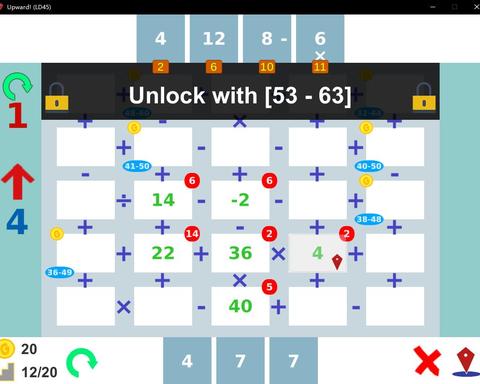 Upward! (LD45)
4 12 8 - 6
×
2 6 10 11
Unlock with [53 - 63]
1
+ - × +
+ - +
41-50 40-50
- + + -
6 6
÷ 14 - -2 - +
4
38-48
+ + - +
14 2 2
+ 22 + 36 × 4 +
36-49
+ + × +
5
× - 40 + -
20
12/20
4 7 7